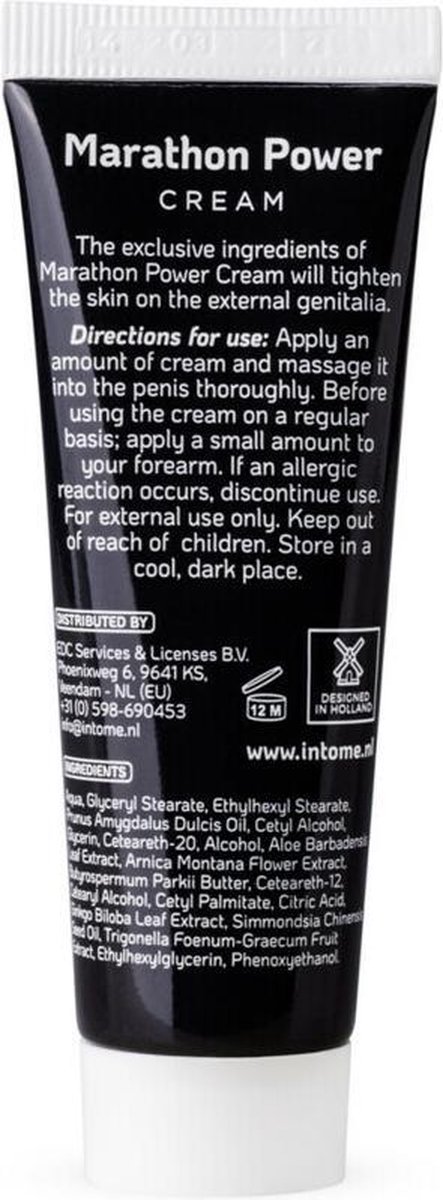 Marathon Power
CREAM
The exclusive ingredients of
Marathon Power Cream will tighten
the skin on the external genitalia.
Directions for use: Apply an
amount of cream and massage it
into the penis thoroughly. Before
using the cream on a regular
basis; apply a small amount to
your forearm. If an allergic
reaction occurs, discontinue use.
For external use only. Keep out
of reach of children. Store in a
cool, dark place.
DISTRIBUTED BY
EDC Services & Licenses B.V.
Phoenixweg 6, 9641 KS,
Veendam - NL (EU)
+31 (0) 598-690453
info@intome.nl
12 M
DESIGNED
IN HOLLAND
www.intome.nl
INGREDIENTS
Aqua, Glyceryl Stearate, Ethylhexyl Stearate,
Prunus Amygdalus Dulcis Oil, Cetyl Alcohol,
Glycerin, Ceteareth-20, Alcohol, Aloe Barbadensis
Leaf Extract, Arnica Montana Flower Extract,
Butyrospermum Parkii Butter, Ceteareth-12,
Cetearyl Alcohol, Cetyl Palmitate, Citric Acid,
Ginkgo Biloba Leaf Extract, Simmondsia Chinensis
Seed Oil, Trigonella Foenum-Graecum Fruit
Extract, Ethylhexylglycerin, Phenoxyethanol.